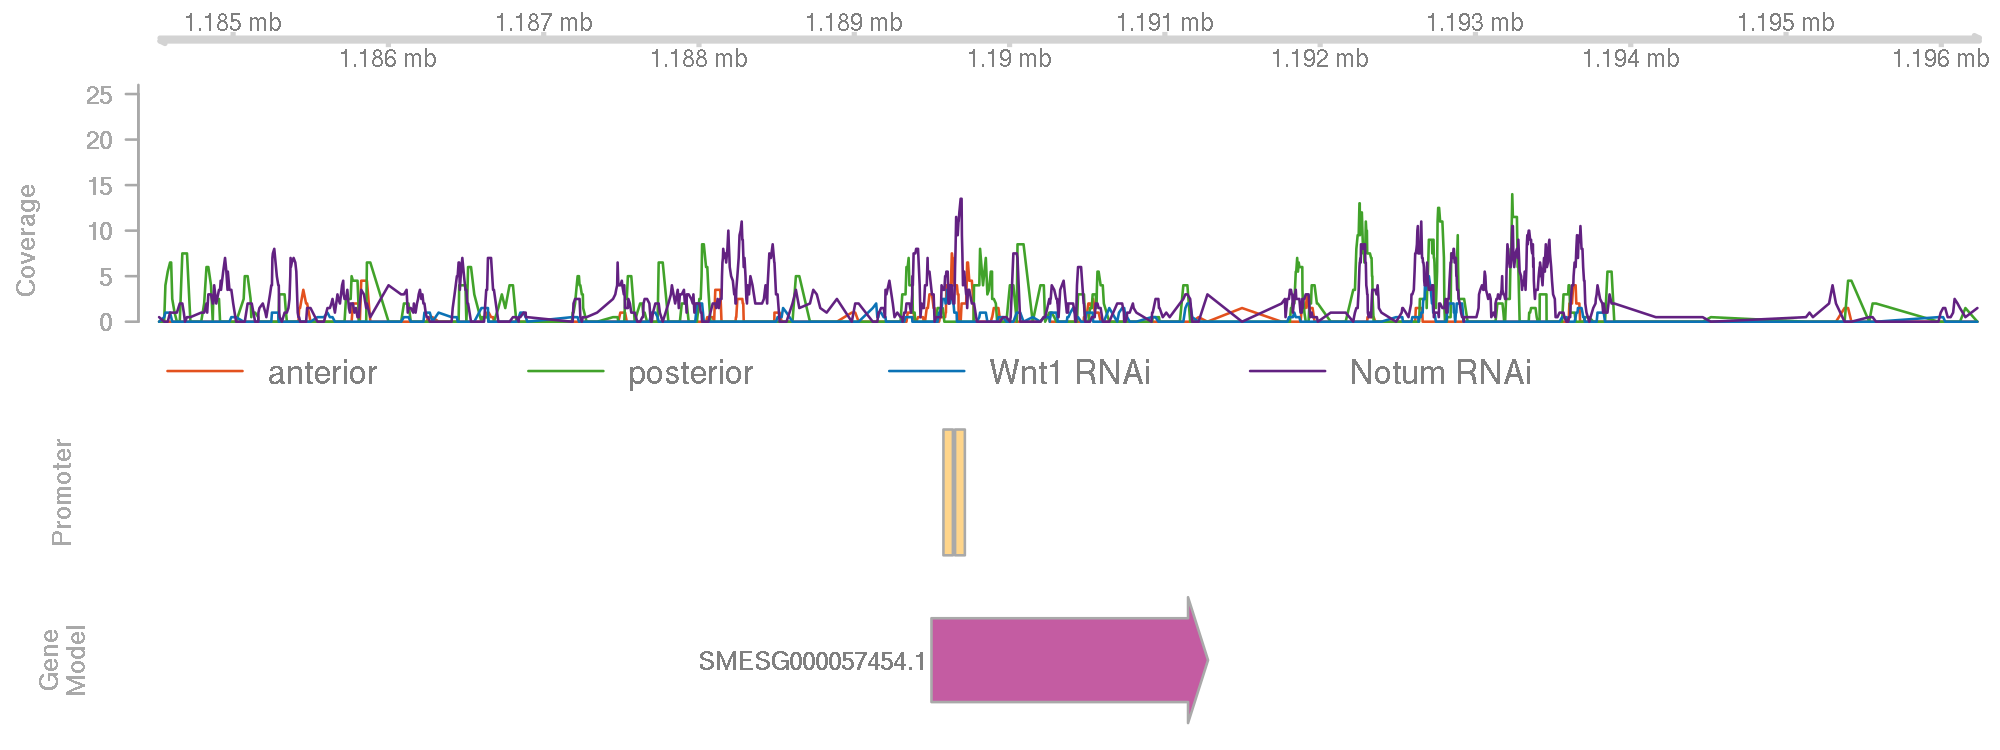 1.185 mb 1.187 mb 1.189 mb 1.191 mb 1.193 mb 1.195 mb
1.186 mb 1.188 mb 1.19 mb 1.192 mb 1.194 mb 1.196 mb
25
20
15
10
5
0
Coverage
anterior posterior Wnt1 RNAi Notum RNAi
Promoter
Gene
Model
SMESG000057454.1